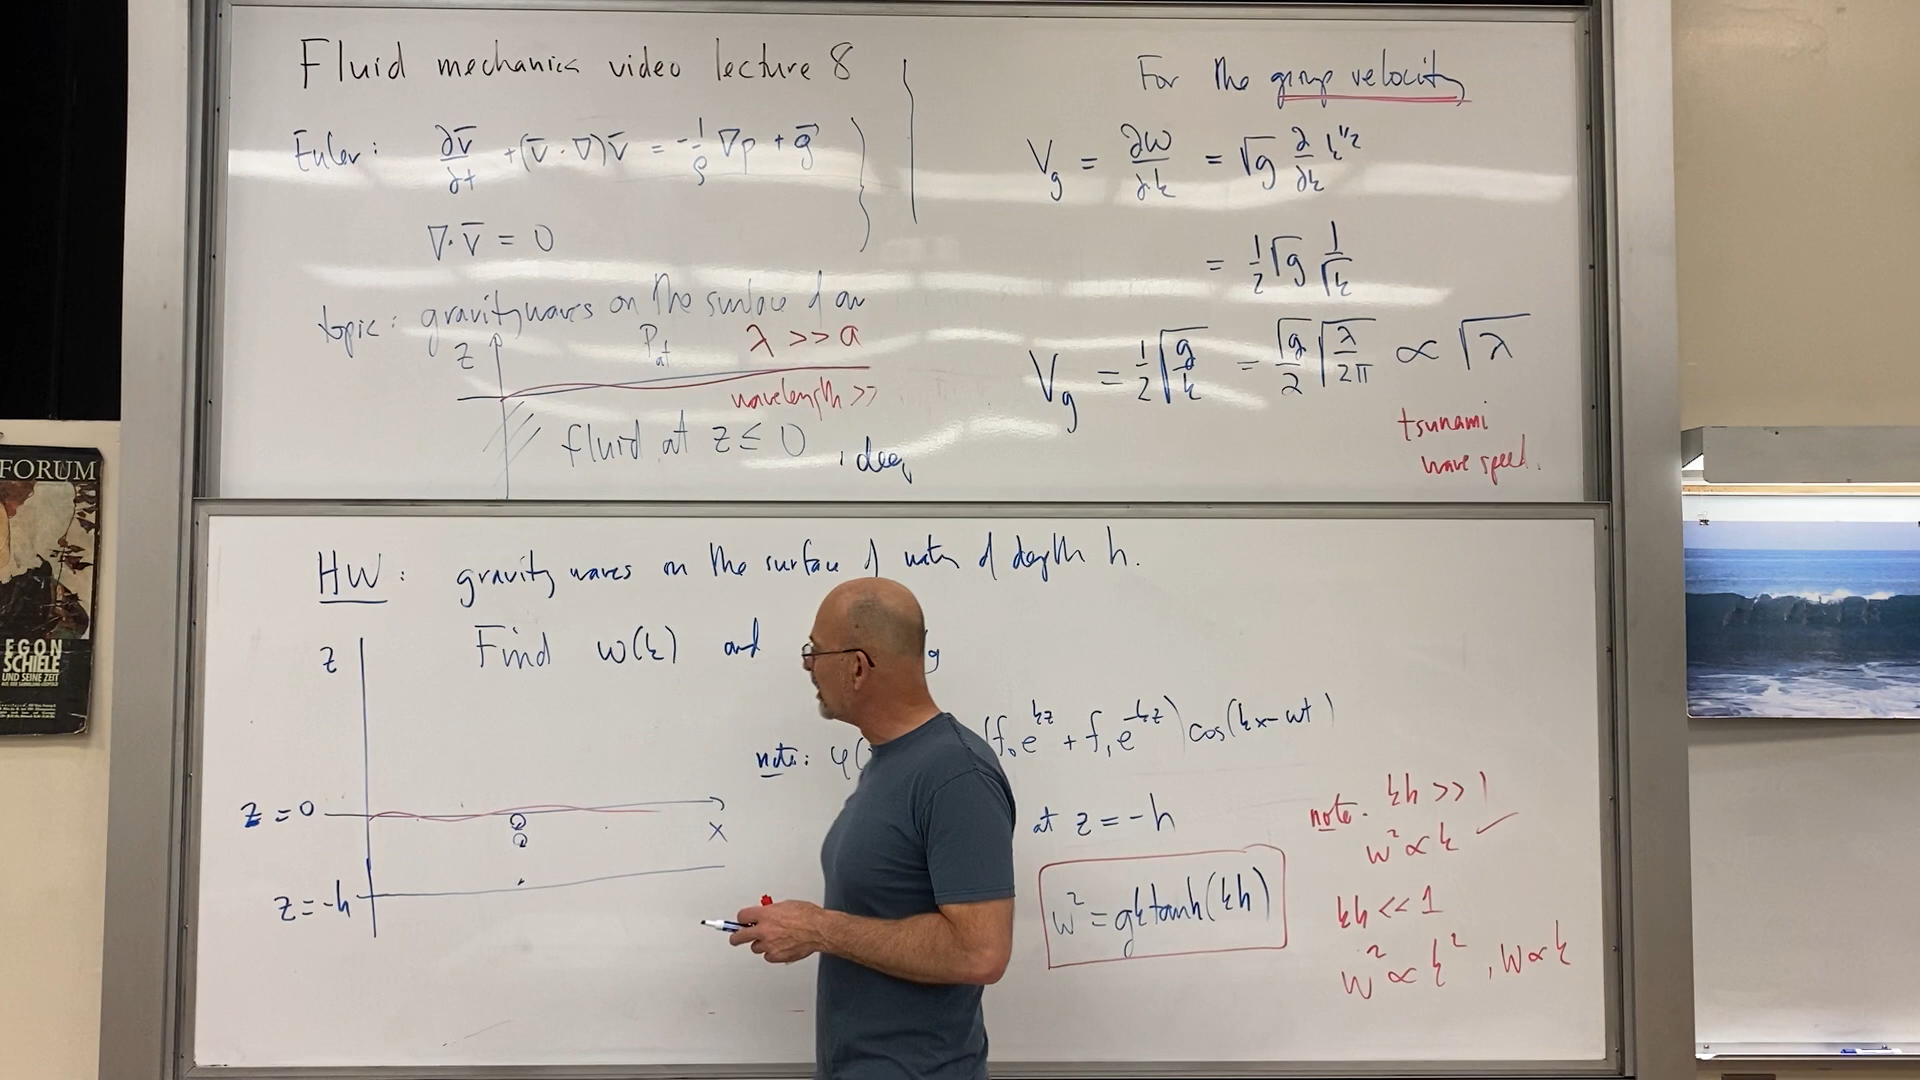 Fluid mechanics video lecture 8
Euler: ∂v̄/∂t + (v̄·∇)v̄ = -1/ρ ∇p + g⃗
∇·v̄ = 0
topic: gravity waves on the surface of an
z P_at λ >> a
wavelength >>
fluid at z ≤ 0 , deep
For the group velocity
V_g = ∂ω/∂k = √g ∂/∂k k^1/2
= 1/2 √g 1/√k
V_g = 1/2 √(g/k) = √g/2 √(λ/2π) ∝ √λ
tsunami
wave speed.
HW: gravity waves on the surface of water of depth h.
Find ω(k) and g
z
note: φ( (f₀e^kz + f₁e^-kz) cos(kx-ωt)
z = 0
x
z = -h
at z = -h
ω² = gk tanh(kh)
note. kh >> 1
ω² ∝ k ✓
kh << 1
ω² ∝ k² , ω ∝ k
FORUM
EGON
SCHIELE
UND SEINE ZEIT